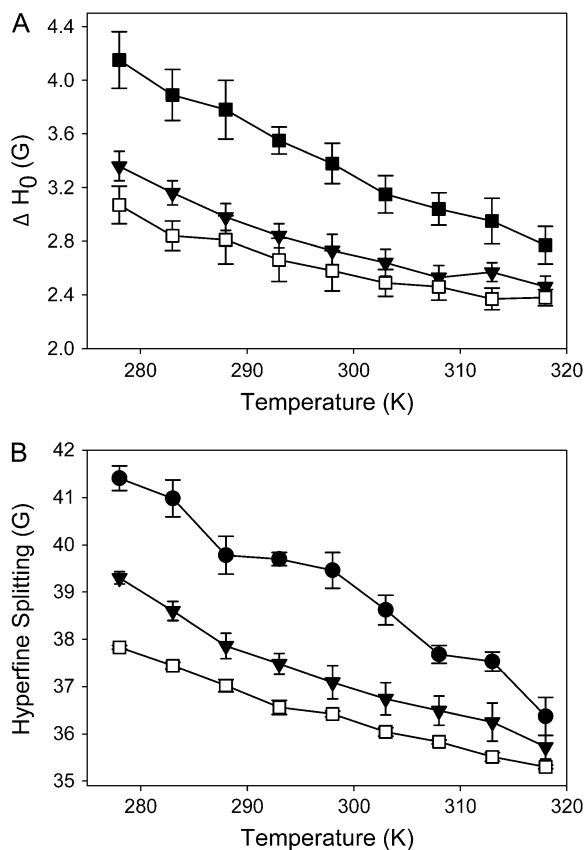 A
4.4
4.0
3.6
3.2
2.8
2.4
2.0
Δ H0 (G)
280 290 300 310 320
Temperature (K)
B
42
41
40
39
38
37
36
35
Hyperfine Splitting (G)
280 290 300 310 320
Temperature (K)